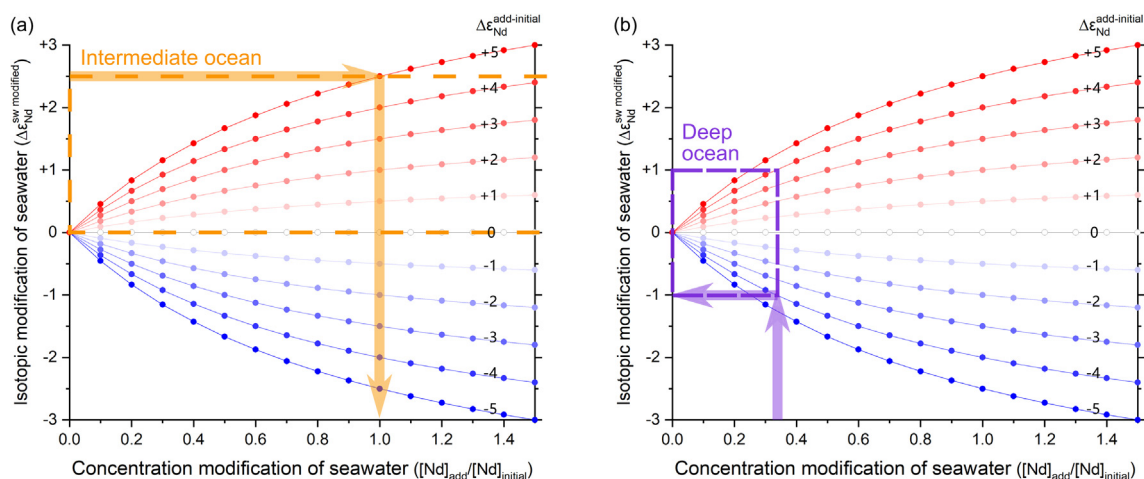 (a)
Δε_Nd^add-initial
+3
+2
+1
0
-1
-2
-3
Isotopic modification of seawater (Δε_Nd^sw modified)
Intermediate ocean
+5
+4
+3
+2
+1
0
-1
-2
-3
-4
-5
0.0 0.2 0.4 0.6 0.8 1.0 1.2 1.4
Concentration modification of seawater ([Nd]_add/[Nd]_initial)
(b)
Δε_Nd^add-initial
+3
+2
+1
0
-1
-2
-3
Isotopic modification of seawater (Δε_Nd^sw modified)
Deep
ocean
+5
+4
+3
+2
+1
0
-1
-2
-3
-4
-5
0.0 0.2 0.4 0.6 0.8 1.0 1.2 1.4
Concentration modification of seawater ([Nd]_add/[Nd]_initial)